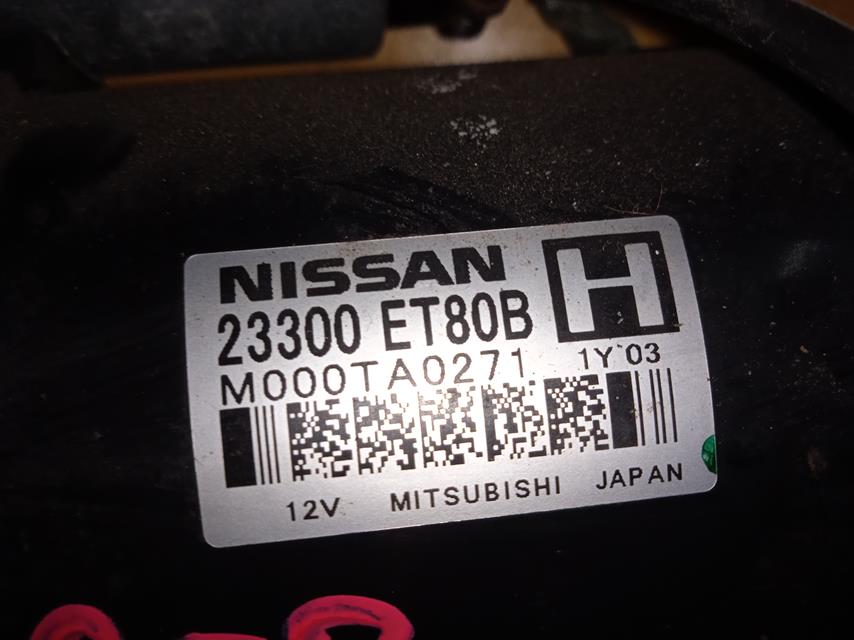 NISSAN
23300 ET80B
H
M000TA0271 1Y'03
12V MITSUBISHI JAPAN